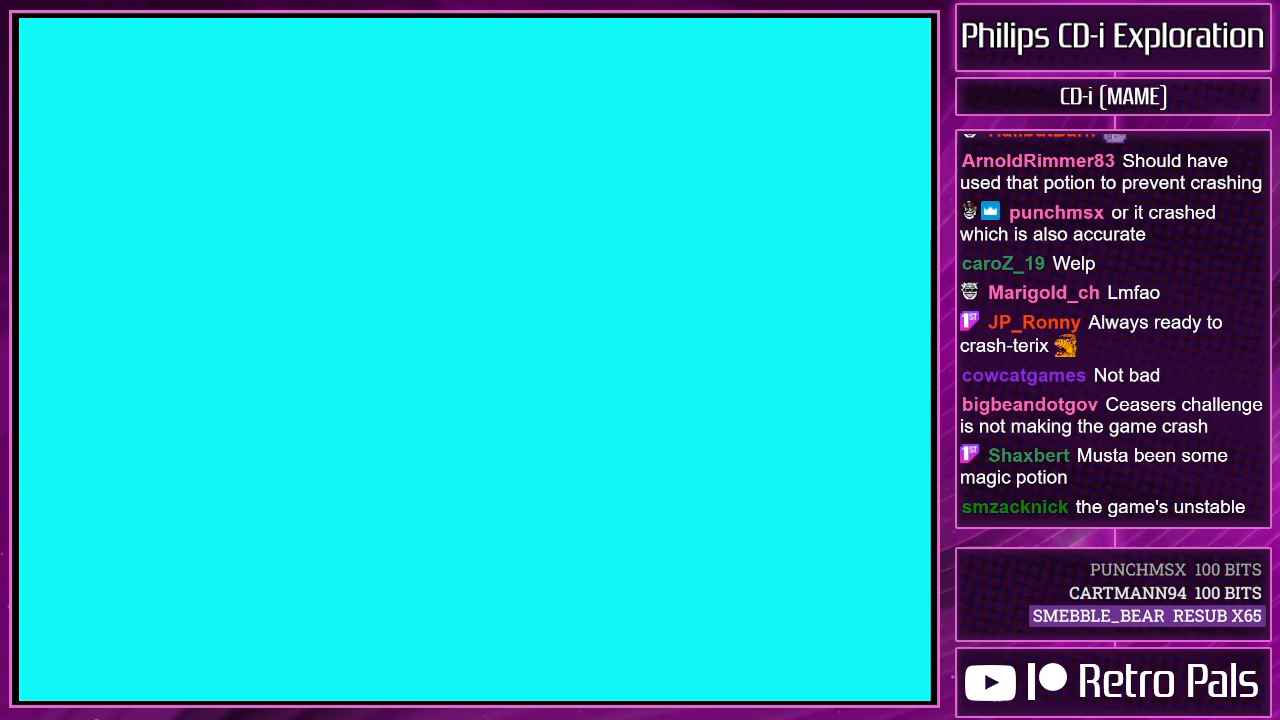 Philips CD-i Exploration
CD-i [MAME]
ArnoldRimmer83 Should have
used that potion to prevent crashing
punchmsx or it crashed
which is also accurate
caroZ_19 Welp
Marigold_ch Lmfao
1ST JP_Ronny Always ready to
crash-terix
cowcatgames Not bad
bigbeandotgov Ceasers challenge
is not making the game crash
1ST Shaxbert Musta been some
magic potion
smzacknick the game's unstable
PUNCHMSX 100 BITS
CARTMANN94 100 BITS
SMEBBLE_BEAR RESUB X65
Retro Pals